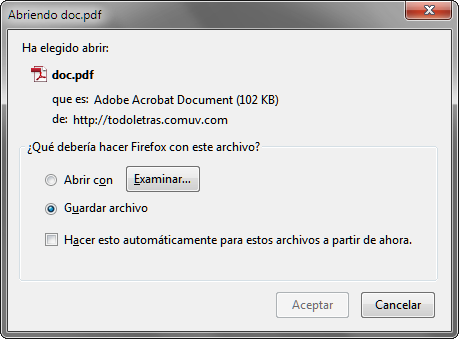 Abriendo doc.pdf
Ha elegido abrir:
doc.pdf
que es: Adobe Acrobat Document (102 KB)
de: http://todoletras.comuv.com
¿Qué debería hacer Firefox con este archivo?
Abrir con Examinar...
Guardar archivo
Hacer esto automáticamente para estos archivos a partir de ahora.
Aceptar Cancelar